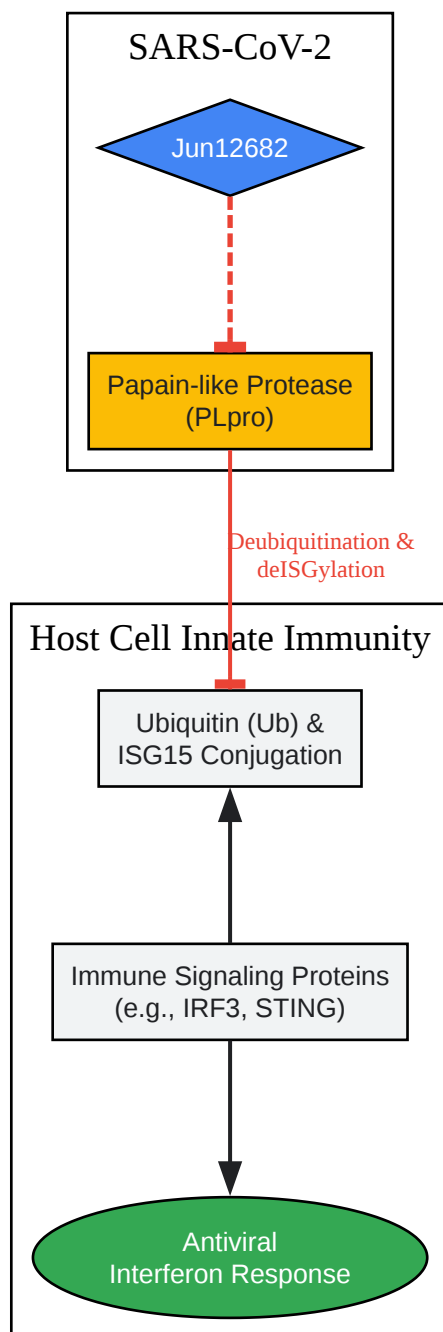 SARS-CoV-2
Jun12682
Papain-like Protease
(PLpro)
Deubiquitination &
deISGylation
Host Cell Innate Immunity
Ubiquitin (Ub) &
ISG15 Conjugation
Immune Signaling Proteins
(e.g., IRF3, STING)
Antiviral
Interferon Response